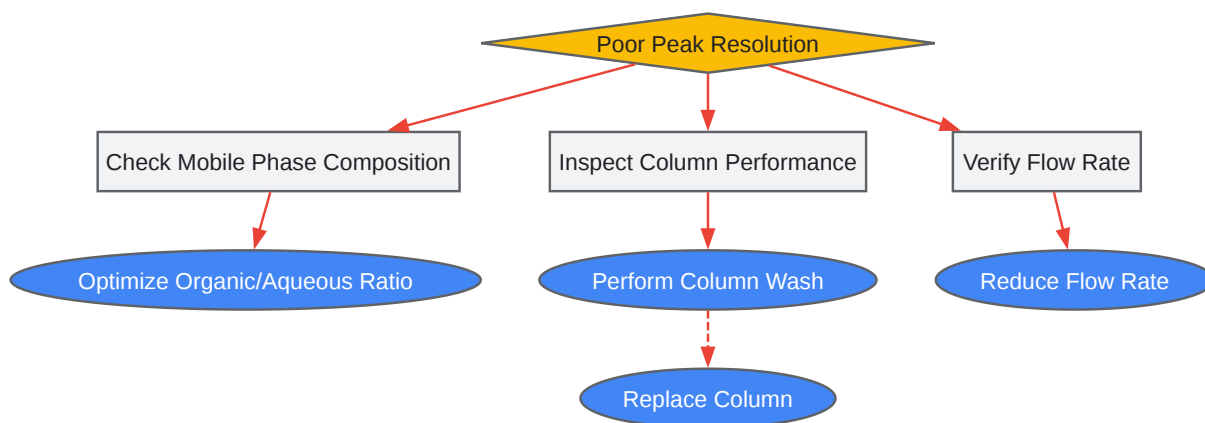 Poor Peak Resolution
Check Mobile Phase Composition
Inspect Column Performance
Verify Flow Rate
Optimize Organic/Aqueous Ratio
Perform Column Wash
Reduce Flow Rate
Replace Column